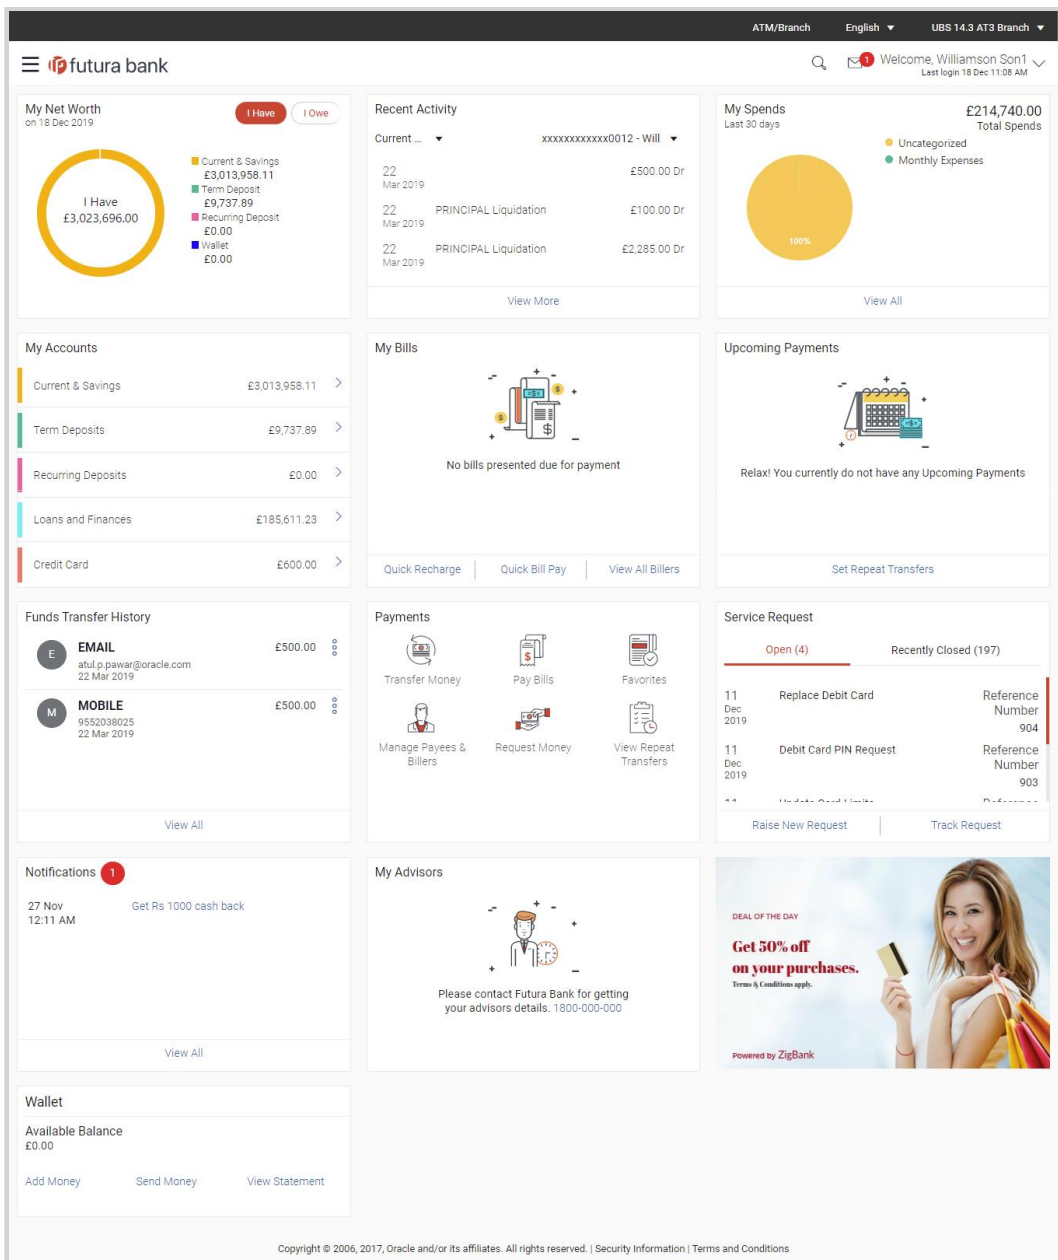 ATM/Branch English UBS 14.3 AT3 Branch
futura bank
1 Welcome, Williamson Son1
Last login 18 Dec 11:08 AM
My Net Worth
on 18 Dec 2019
I Have I Owe
I Have
£3,023,696.00
Current & Savings
£3,013,958.11
Term Deposit
£9,737.89
Recurring Deposit
£0.00
Wallet
£0.00
Recent Activity
Current ... xxxxxxxxxxxx0012 - Will
22 £500.00 Dr
Mar 2019
22 PRINCIPAL Liquidation £100.00 Dr
Mar 2019
22 PRINCIPAL Liquidation £2,285.00 Dr
Mar 2019
View More
My Spends £214,740.00
Last 30 days Total Spends
Uncategorized
Monthly Expenses
100%
View All
My Accounts
Current & Savings £3,013,958.11
Term Deposits £9,737.89
Recurring Deposits £0.00
Loans and Finances £185,611.23
Credit Card £600.00
My Bills
No bills presented due for payment
Quick Recharge Quick Bill Pay View All Billers
Upcoming Payments
Relax! You currently do not have any Upcoming Payments
Set Repeat Transfers
Funds Transfer History
E EMAIL £500.00
atul.p.pawar@oracle.com
22 Mar 2019
M MOBILE £500.00
9552038025
22 Mar 2019
View All
Payments
Transfer Money Pay Bills Favorites
Manage Payees & Request Money View Repeat
Billers Transfers
Service Request
Open (4) Recently Closed (197)
11 Replace Debit Card Reference
Dec Number
2019 904
11 Debit Card PIN Request Reference
Dec Number
2019 903
11 Update Card Limits Reference
Raise New Request Track Request
Notifications 1
27 Nov Get Rs 1000 cash back
12:11 AM
View All
My Advisors
Please contact Futura Bank for getting
your advisors details. 1800-000-000
DEAL OF THE DAY
Get 50% off
on your purchases.
Terms & Conditions apply.
Powered by ZigBank
Wallet
Available Balance
£0.00
Add Money Send Money View Statement
Copyright © 2006, 2017, Oracle and/or its affiliates. All rights reserved. | Security Information | Terms and Conditions